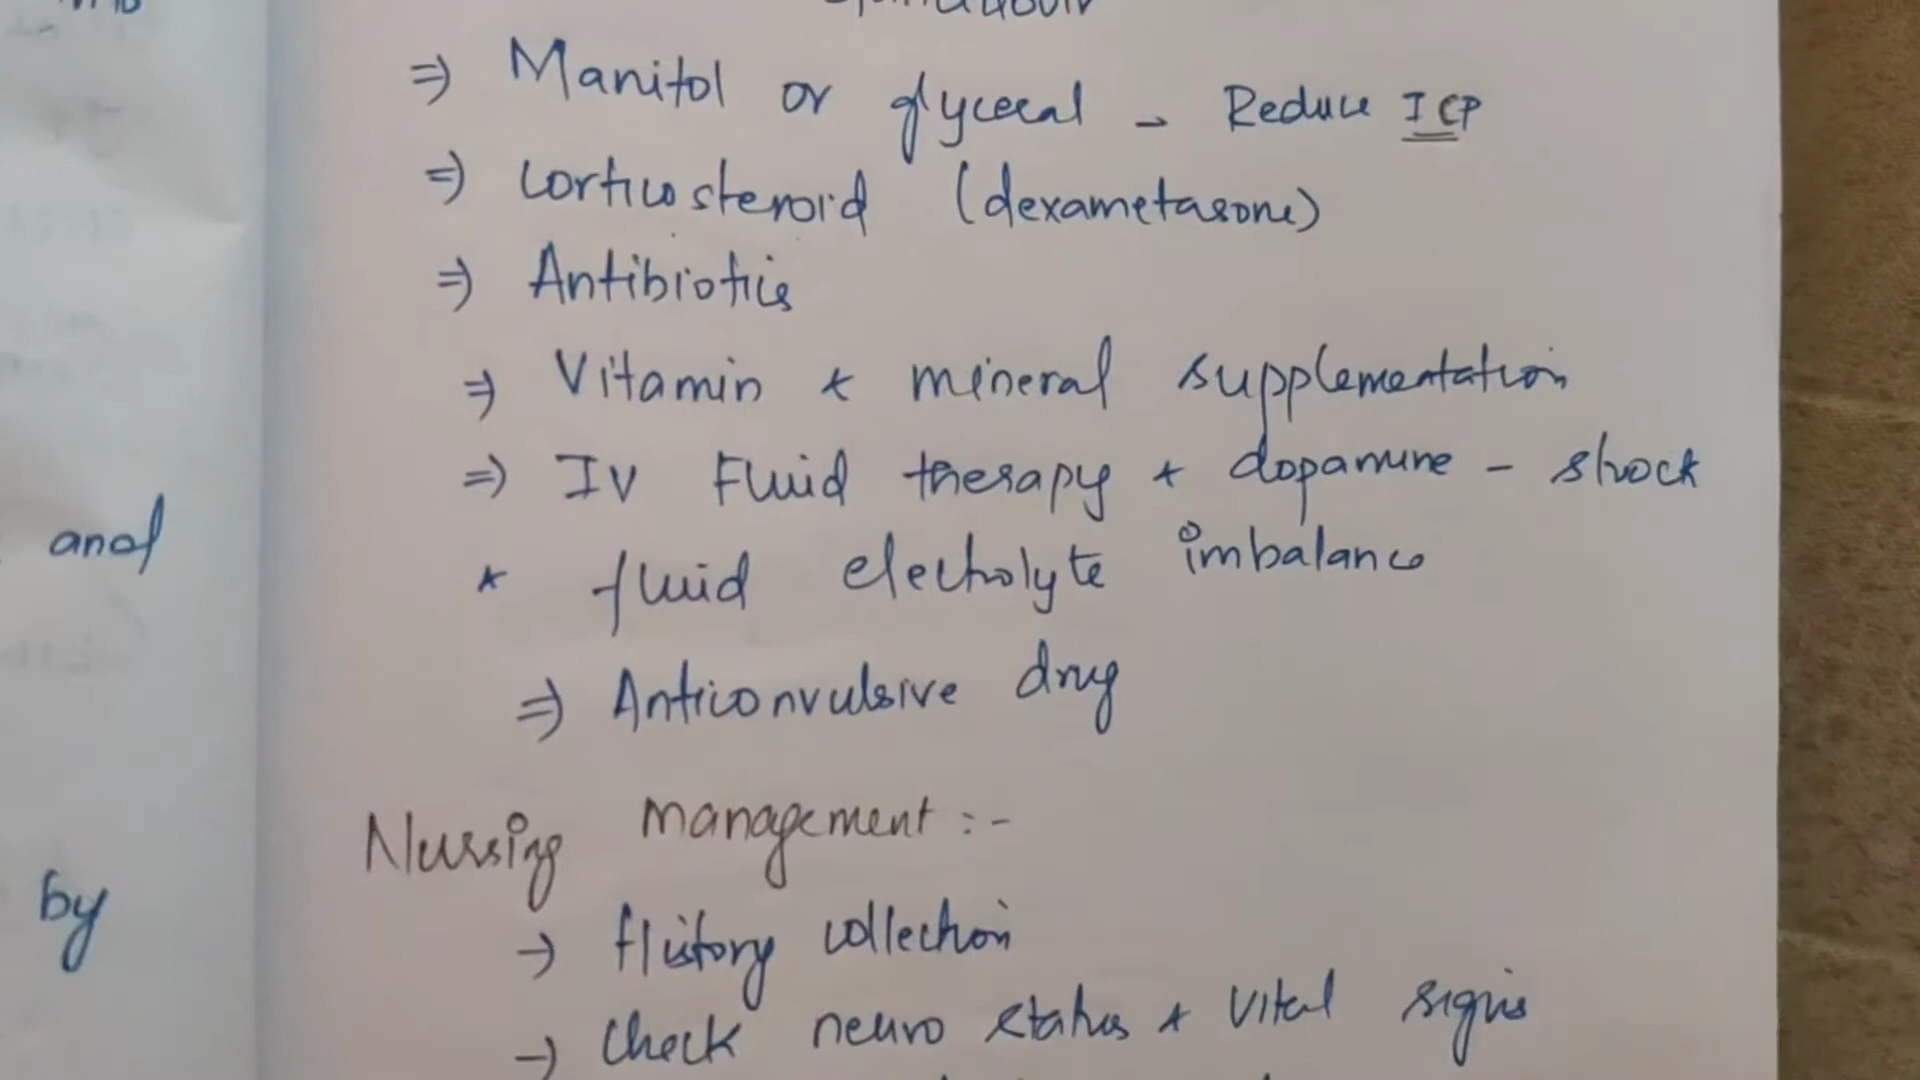 ⇒ Manitol or glyceral - Reduce ICP
⇒ Corticosteroid (dexametasone)
⇒ Antibiotics
⇒ Vitamin & mineral supplementation
⇒ IV Fluid therapy & dopamine - shock
* fluid electrolyte imbalance
⇒ Anticonvulsive drug
and
Nursing management :-
by
→ History collection
→ Check neuro status & vital signs